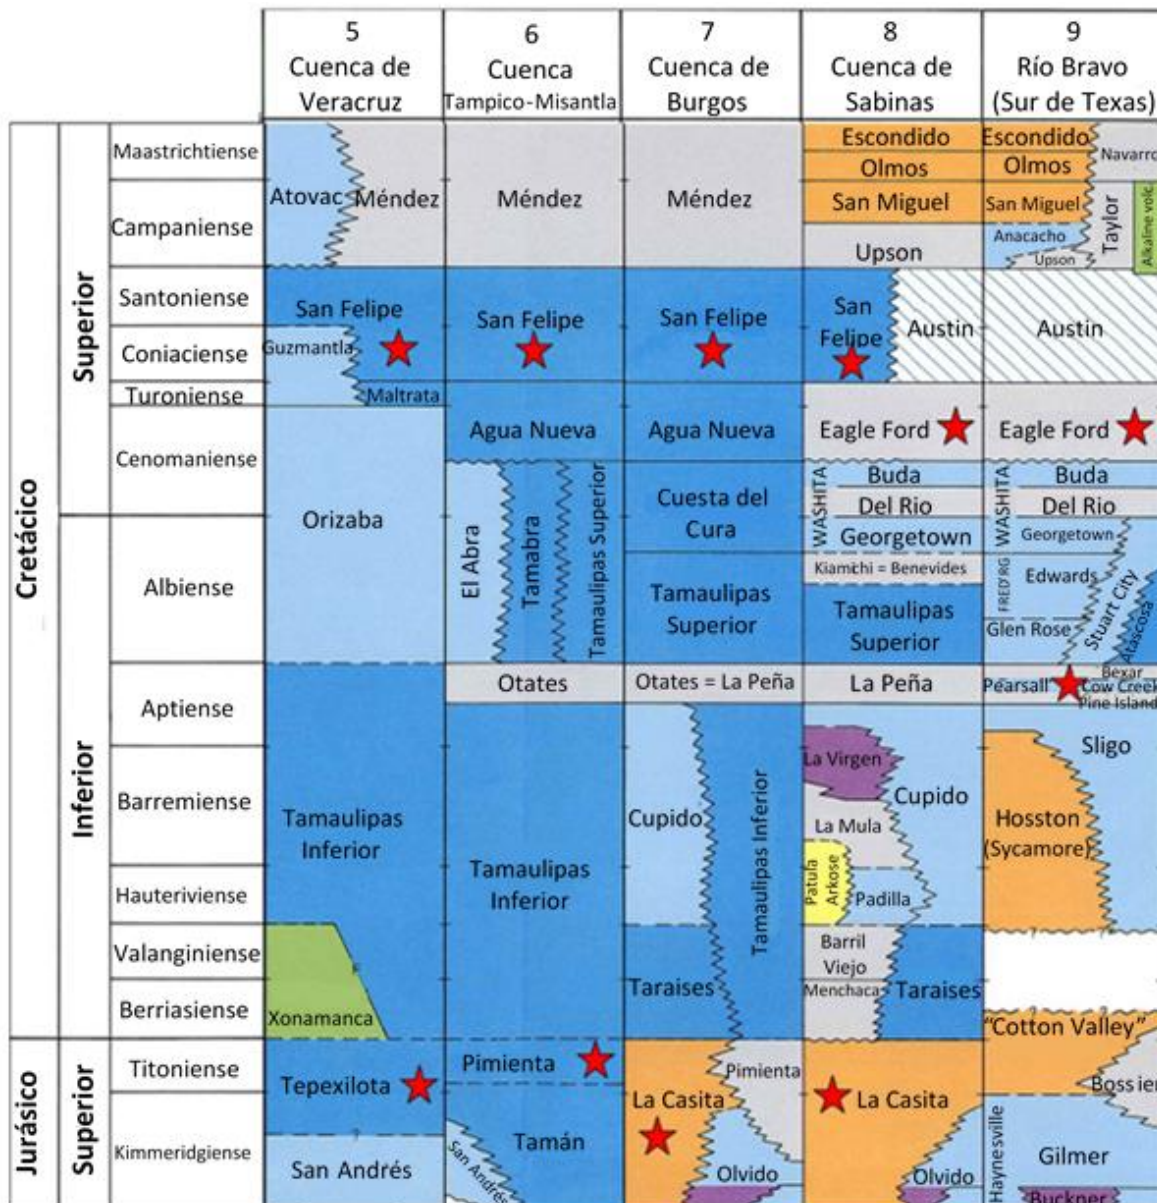 5
Cuenca de
Veracruz
6
Cuenca
Tampico-Misantla
7
Cuenca de
Burgos
8
Cuenca de
Sabinas
9
Río Bravo
(Sur de Texas)
Cretácico
Superior
Inferior
Jurásico
Superior
Maastrichtiense
Campaniense
Santoniense
Coniaciense
Turoniense
Cenomaniense
Albiense
Aptiense
Barremiense
Hauteriviense
Valanginiense
Berriasiense
Titoniense
Kimmeridgiense
Atovac
Méndez
San Felipe
Guzmantla
Maltrata
Orizaba
Tamaulipas
Inferior
Xonamanca
Tepexilota
?
San Andrés
Méndez
San Felipe
Agua Nueva
El Abra
Tamabra
Tamaulipas Superior
Otates
Tamaulipas
Inferior
Pimienta
Tamán
San Andrés
Méndez
San Felipe
Agua Nueva
Cuesta del
Cura
Tamaulipas
Superior
Otates = La Peña
Cupido
Tamaulipas Inferior
Taraises
La Casita
Pimienta
Olvido
Escondido
Olmos
San Miguel
Upson
San
Felipe
Austin
Eagle Ford
WASHITA
Buda
Del Rio
Georgetown
Kiamchi = Benevides
Tamaulipas
Superior
La Peña
La Virgen
Cupido
La Mula
Patula
Arkose
Padilla
Barril
Viejo
Menchaca
Taraises
La Casita
Olvido
Escondido
Olmos
San Miguel
Navarro
Anacacho
Upson
Taylor
Alkaline volc.
Austin
Eagle Ford
WASHITA
Buda
Del Rio
Georgetown
FRED'RG
Edwards
Glen Rose
Stuart City
Atascosa
Pearsall
Bexar
Cow Creek
Pine Island
Sligo
Hosston
(Sycamore)
"Cotton Valley"
Bossier
Haynesville
Gilmer
Buckner